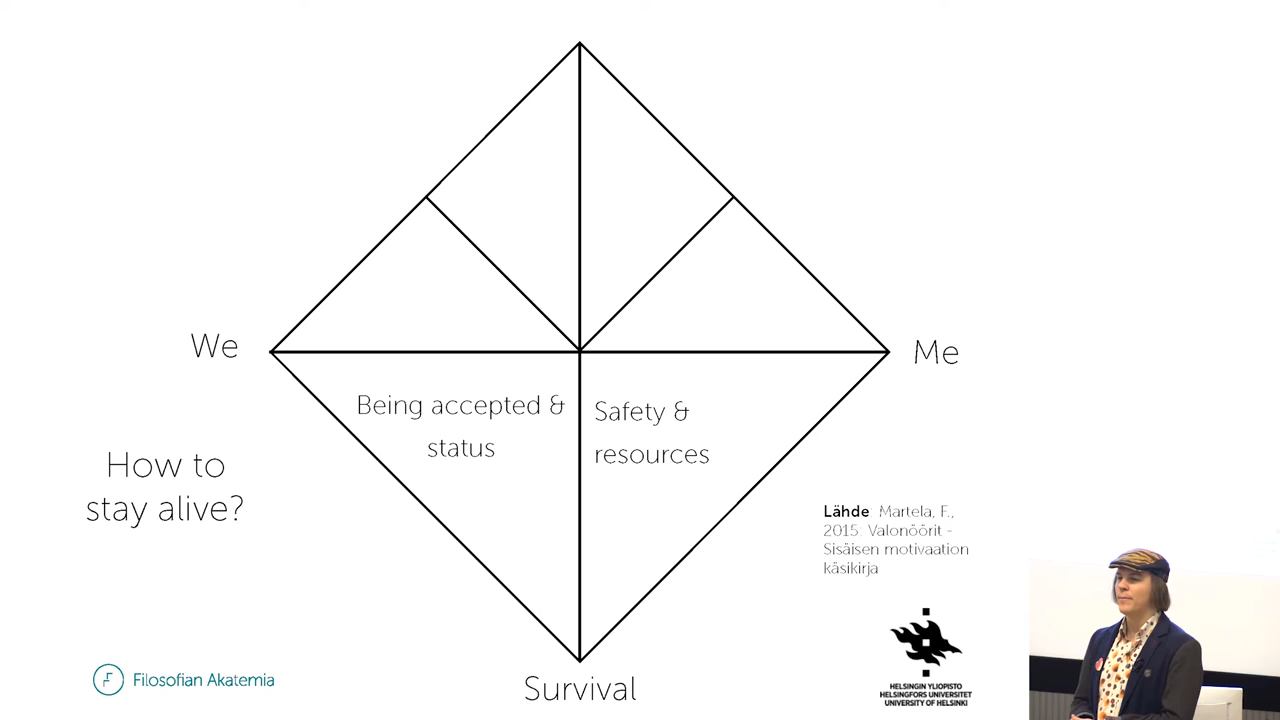 We
Me
Being accepted &
status
Safety &
resources
How to
stay alive?
Lähde Martela, F.,
2015: Valonöörit -
Sisäisen motivaation
käsikirja
Survival
Filosofian Akatemia
HELSINGIN YLIOPISTO
HELSINGFORS UNIVERSITET
UNIVERSITY OF HELSINKI